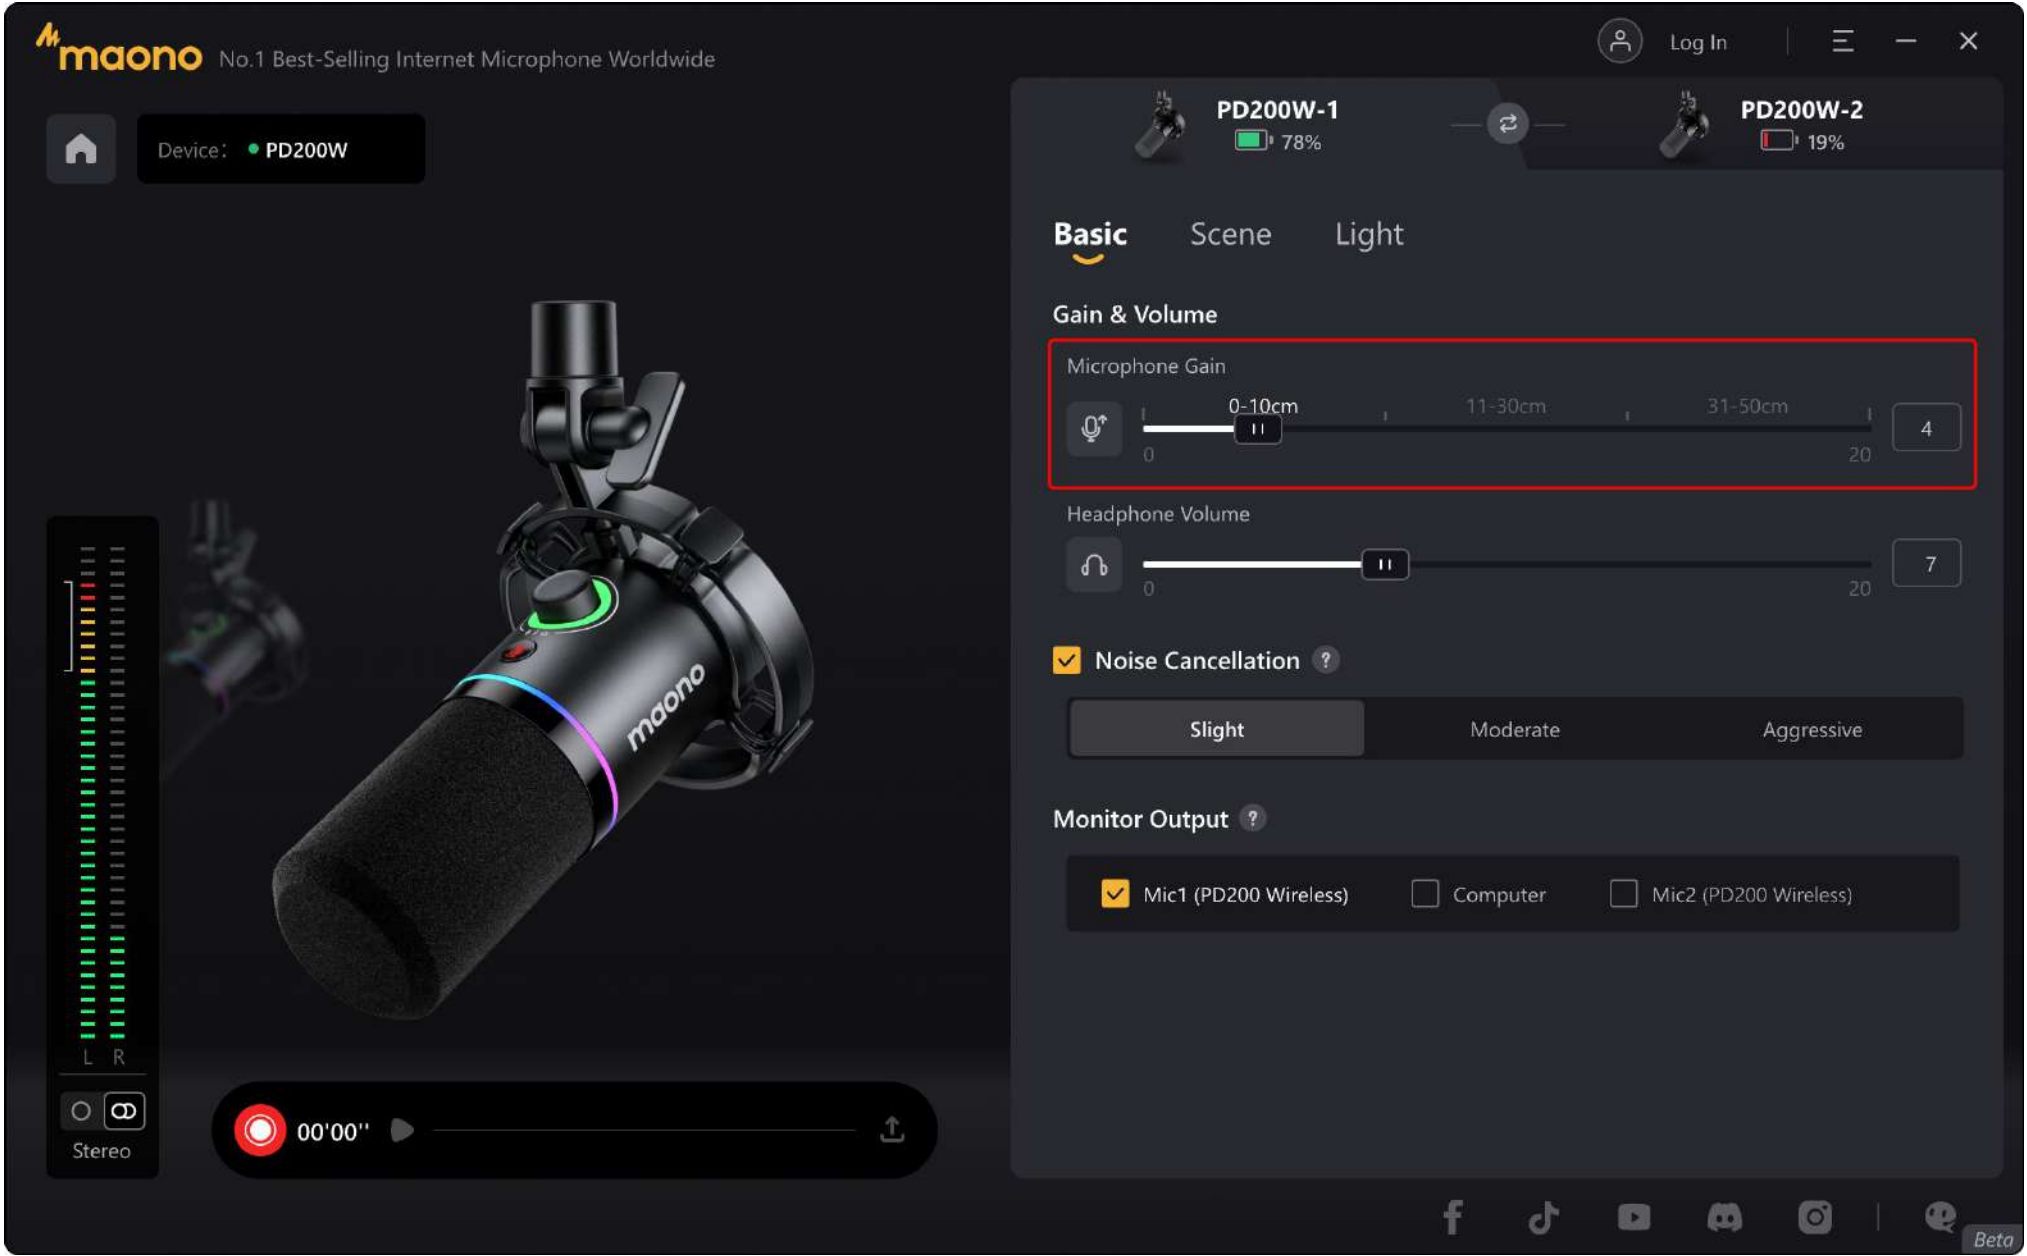 maono No.1 Best-Selling Internet Microphone Worldwide
Log In
Device: PD200W
PD200W-1
78%
PD200W-2
19%
Basic Scene Light
Gain & Volume
Microphone Gain
0-10cm 11-30cm 31-50cm
4
0 20
Headphone Volume
7
0 20
Noise Cancellation ?
Slight Moderate Aggressive
Monitor Output ?
Mic1 (PD200 Wireless) Computer Mic2 (PD200 Wireless)
maono
L R
Stereo
00'00''
Beta